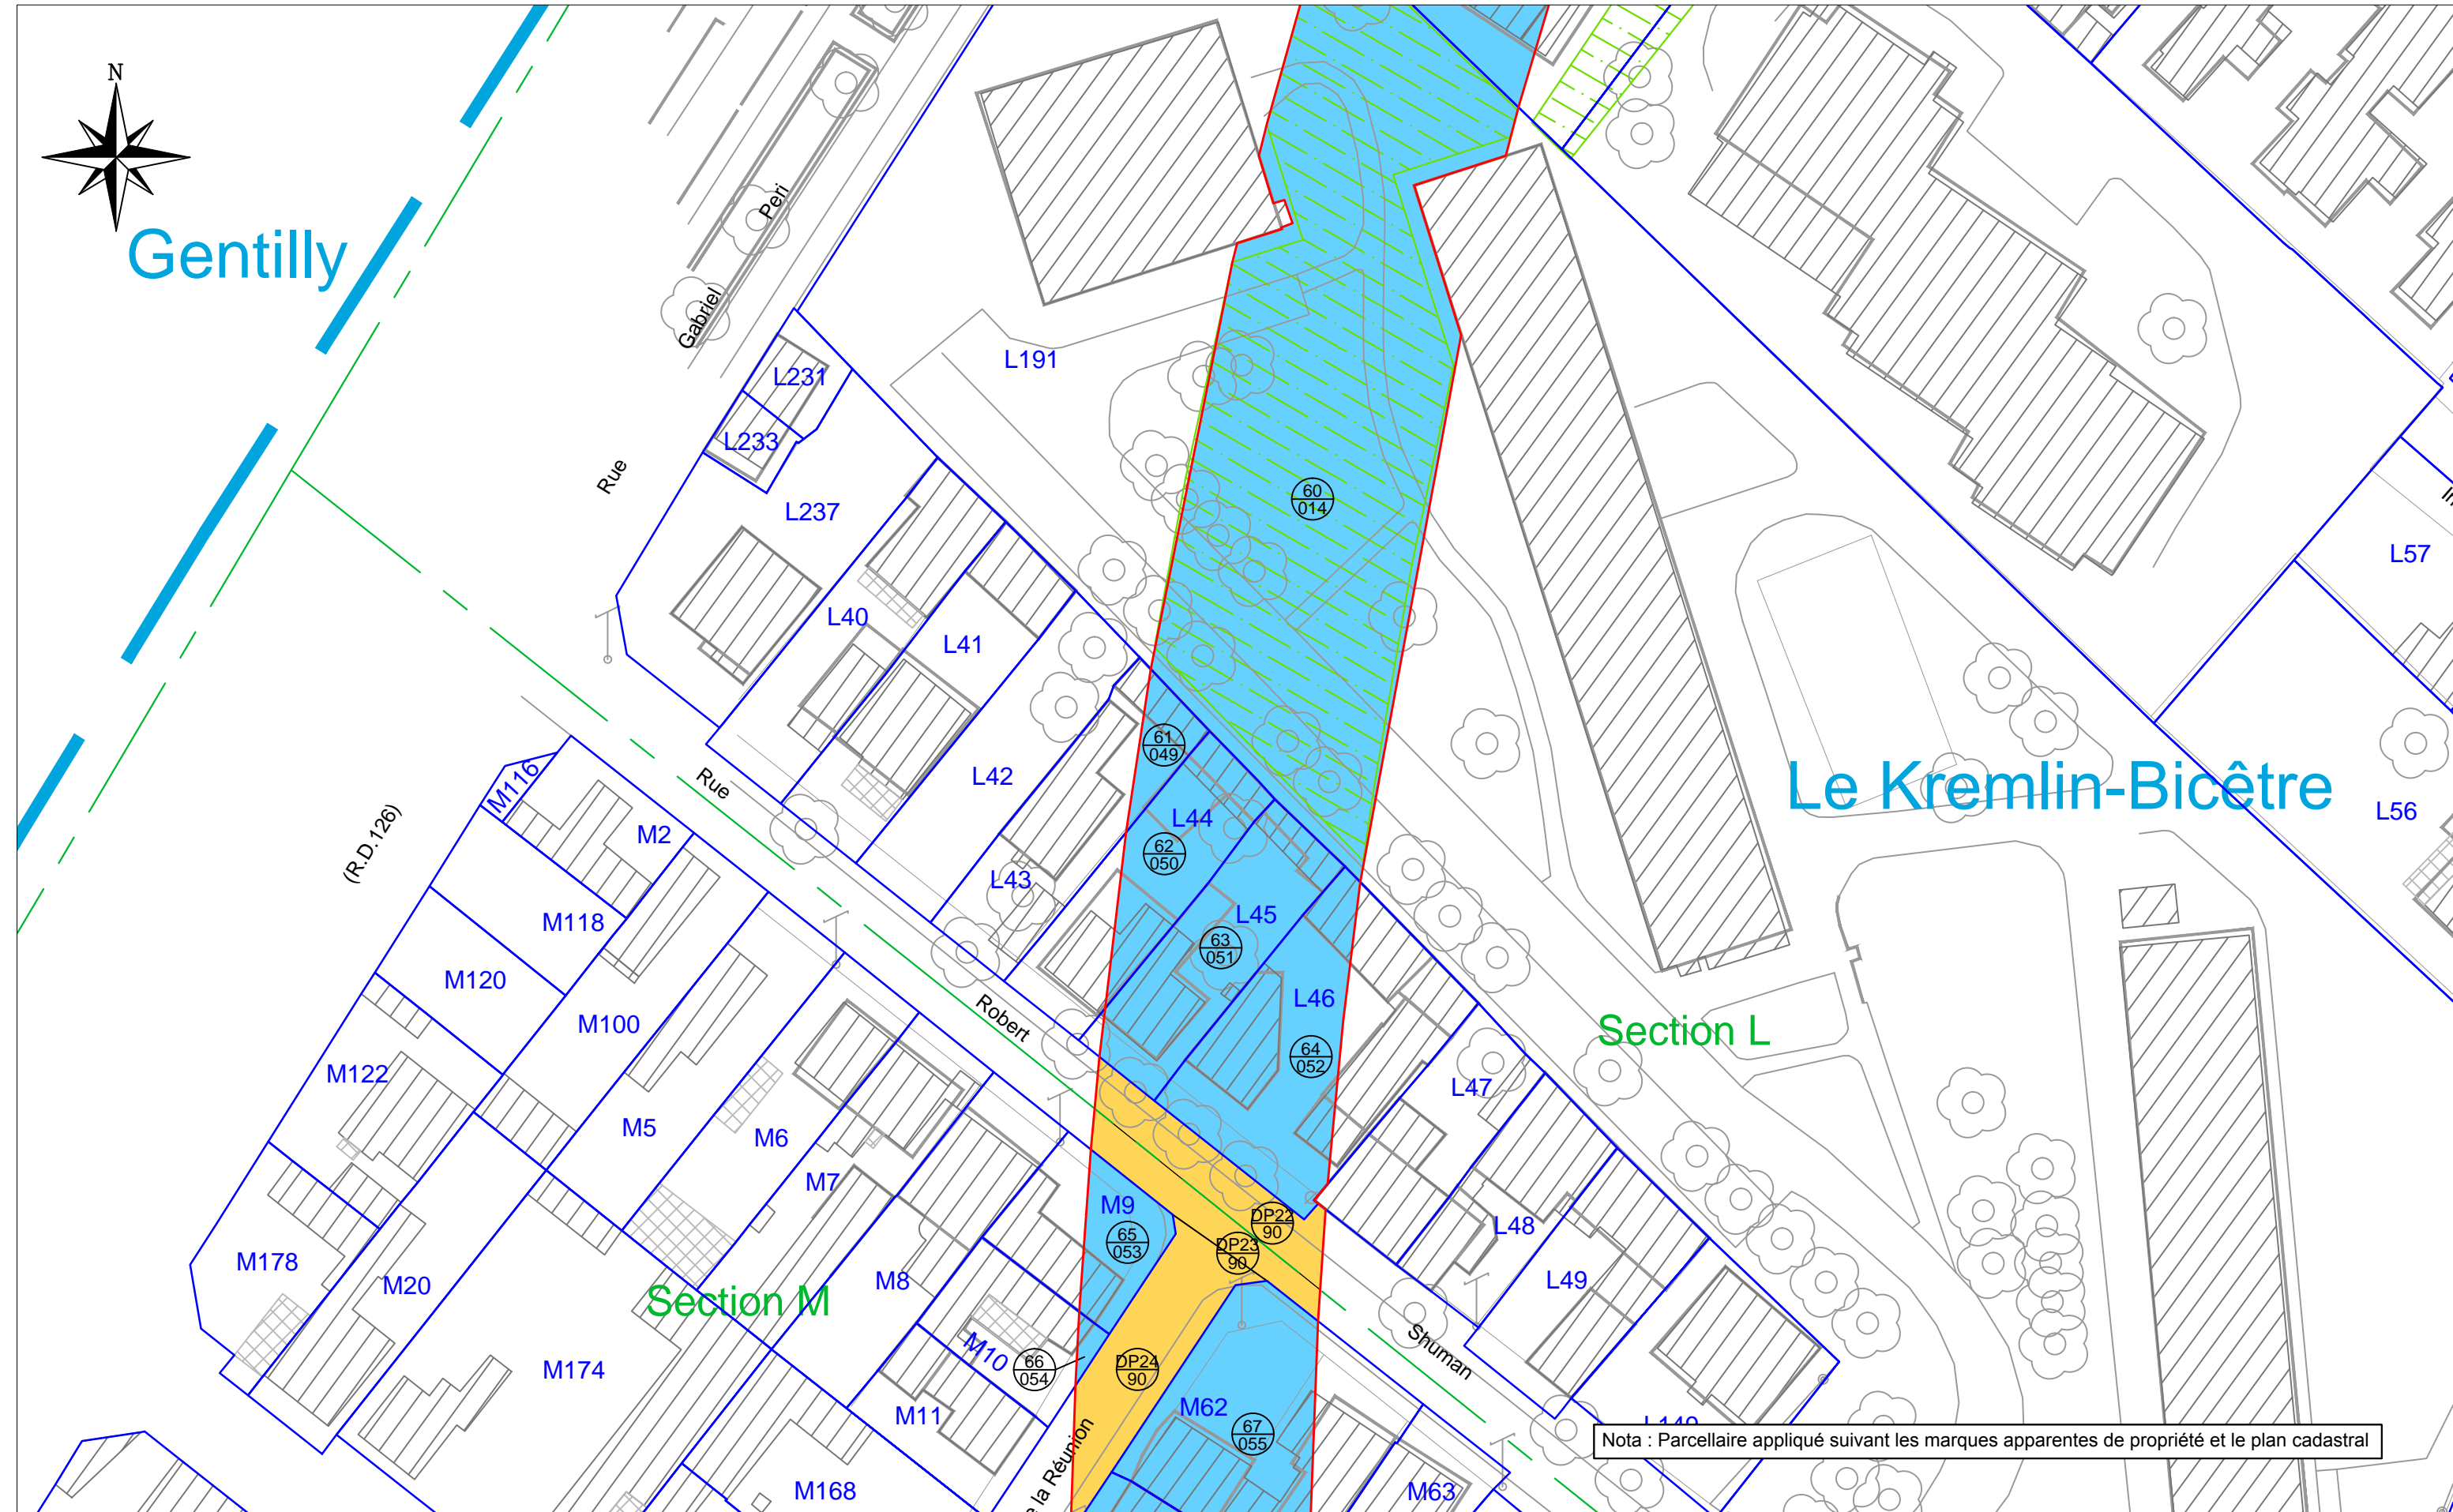 N
Gentilly
Peri
Gabriel
Rue
L191
L231
L233
L237
60
014
L57
L40
L41
L42
L43
61
049
L44
62
050
L45
63
051
L46
64
052
Le Kremlin-Bicêtre
L56
Rue
(R.D.126)
M116
M2
M118
M120
M100
M122
M5
M6
M7
Robert
Section L
L47
L48
L49
M9
65
053
DP22
90
DP23
90
M178
M20
M8
Section M
M174
M10
66
054
DP24
90
M62
67
055
Shuman
M11
M168
la Réunion
M63
L149
Nota : Parcellaire appliqué suivant les marques apparentes de propriété et le plan cadastral